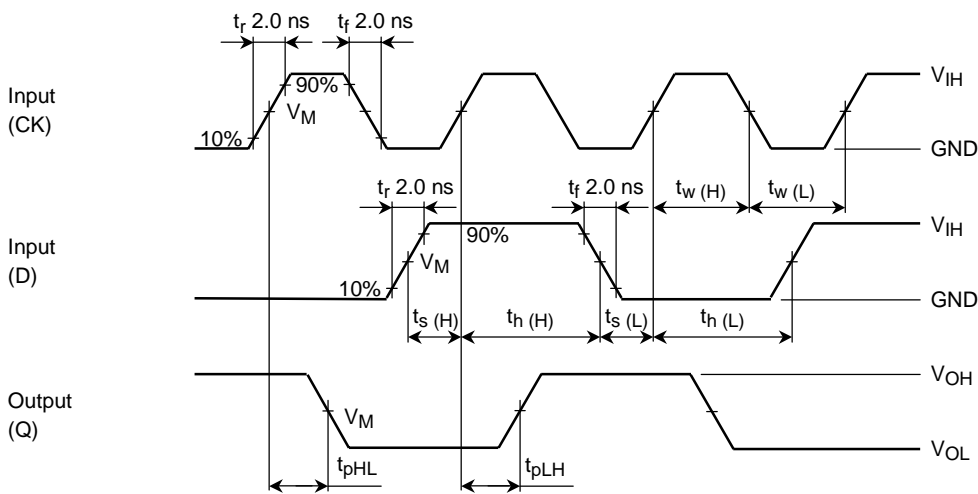 tr 2.0 ns
tf 2.0 ns
Input
(CK)
90%
VM
10%
VIH
GND
tr 2.0 ns
tf 2.0 ns
tw (H)
tw (L)
Input
(D)
90%
VM
10%
VIH
GND
ts (H)
th (H)
ts (L)
th (L)
Output
(Q)
VM
VOH
VOL
tpHL
tpLH